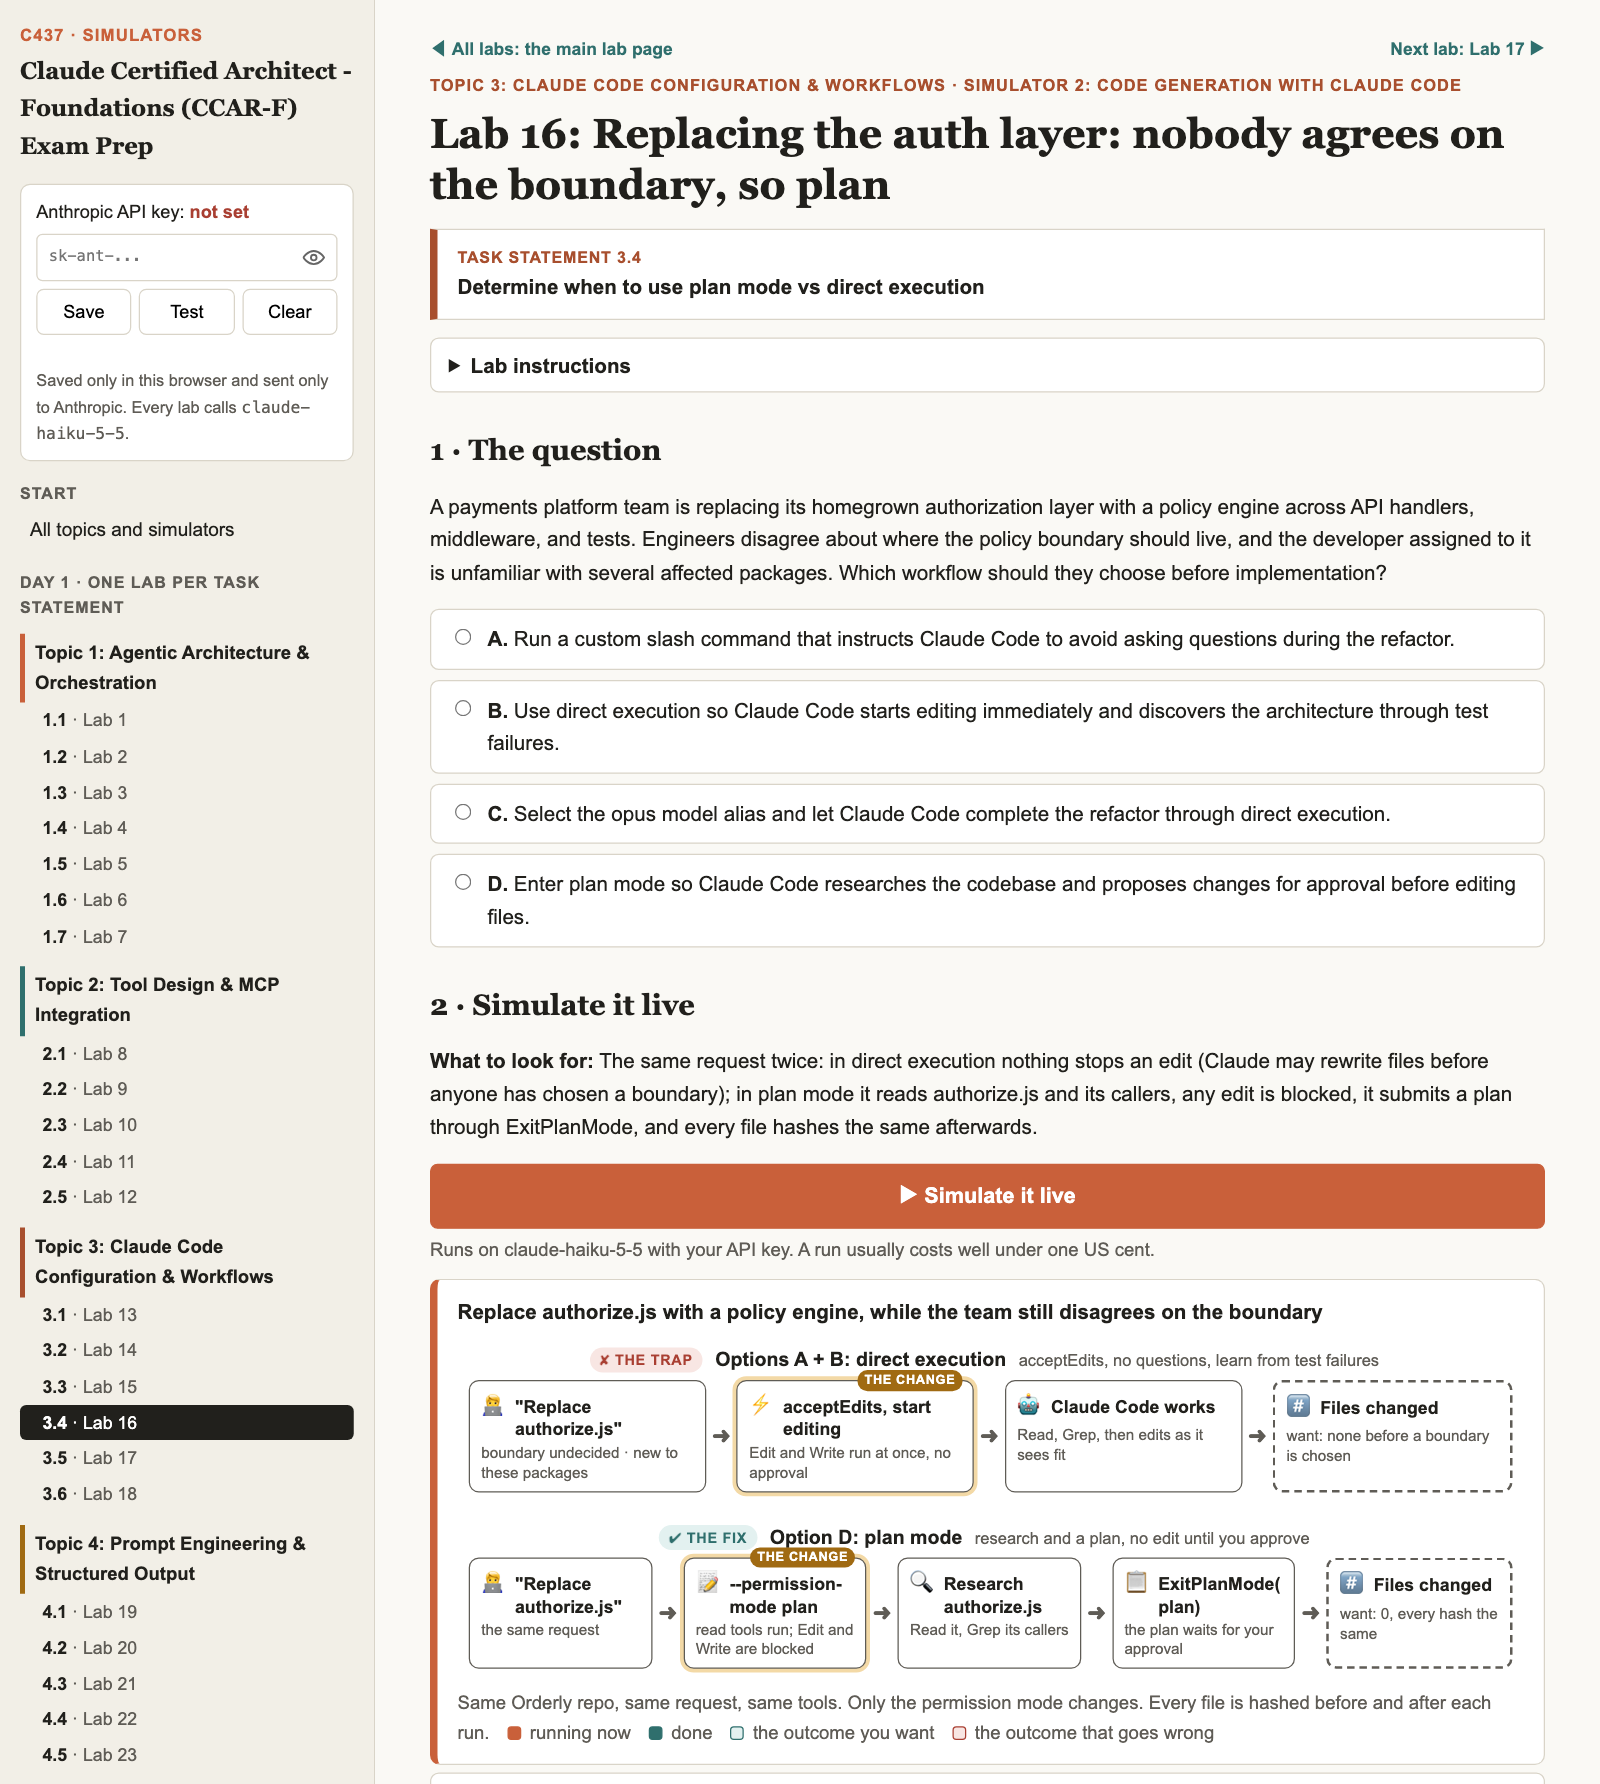 C437 · SIMULATORS
Claude Certified Architect -
Foundations (CCAR-F)
Exam Prep
Anthropic API key: not set
sk-ant-...
Save
Test
Clear
Saved only in this browser and sent only
to Anthropic. Every lab calls claude-
haiku-5-5.
START
All topics and simulators
DAY 1 · ONE LAB PER TASK
STATEMENT
Topic 1: Agentic Architecture &
Orchestration
1.1 · Lab 1
1.2 · Lab 2
1.3 · Lab 3
1.4 · Lab 4
1.5 · Lab 5
1.6 · Lab 6
1.7 · Lab 7
Topic 2: Tool Design & MCP
Integration
2.1 · Lab 8
2.2 · Lab 9
2.3 · Lab 10
2.4 · Lab 11
2.5 · Lab 12
Topic 3: Claude Code
Configuration & Workflows
3.1 · Lab 13
3.2 · Lab 14
3.3 · Lab 15
3.4 · Lab 16
3.5 · Lab 17
3.6 · Lab 18
Topic 4: Prompt Engineering &
Structured Output
4.1 · Lab 19
4.2 · Lab 20
4.3 · Lab 21
4.4 · Lab 22
4.5 · Lab 23
◀ All labs: the main lab page
Next lab: Lab 17 ▶
TOPIC 3: CLAUDE CODE CONFIGURATION & WORKFLOWS · SIMULATOR 2: CODE GENERATION WITH CLAUDE CODE
Lab 16: Replacing the auth layer: nobody agrees on
the boundary, so plan
TASK STATEMENT 3.4
Determine when to use plan mode vs direct execution
▶ Lab instructions
1 · The question
A payments platform team is replacing its homegrown authorization layer with a policy engine across API handlers,
middleware, and tests. Engineers disagree about where the policy boundary should live, and the developer assigned to it
is unfamiliar with several affected packages. Which workflow should they choose before implementation?
A. Run a custom slash command that instructs Claude Code to avoid asking questions during the refactor.
B. Use direct execution so Claude Code starts editing immediately and discovers the architecture through test
failures.
C. Select the opus model alias and let Claude Code complete the refactor through direct execution.
D. Enter plan mode so Claude Code researches the codebase and proposes changes for approval before editing
files.
2 · Simulate it live
What to look for: The same request twice: in direct execution nothing stops an edit (Claude may rewrite files before
anyone has chosen a boundary); in plan mode it reads authorize.js and its callers, any edit is blocked, it submits a plan
through ExitPlanMode, and every file hashes the same afterwards.
▶ Simulate it live
Runs on claude-haiku-5-5 with your API key. A run usually costs well under one US cent.
Replace authorize.js with a policy engine, while the team still disagrees on the boundary
✘ THE TRAP Options A + B: direct execution acceptEdits, no questions, learn from test failures
THE CHANGE
"Replace
authorize.js"
boundary undecided · new to
these packages
➜
⚡ acceptEdits, start
editing
Edit and Write run at once, no
approval
➜
Claude Code works
Read, Grep, then edits as it
sees fit
➜
# Files changed
want: none before a boundary
is chosen
✔ THE FIX Option D: plan mode research and a plan, no edit until you approve
THE CHANGE
"Replace
authorize.js"
the same request
➜
--permission-
mode plan
read tools run; Edit and
Write are blocked
➜
Research
authorize.js
Read it, Grep its callers
➜
ExitPlanMode(
plan)
the plan waits for your
approval
➜
# Files changed
want: 0, every hash the
same
Same Orderly repo, same request, same tools. Only the permission mode changes. Every file is hashed before and after each
run. running now done the outcome you want the outcome that goes wrong